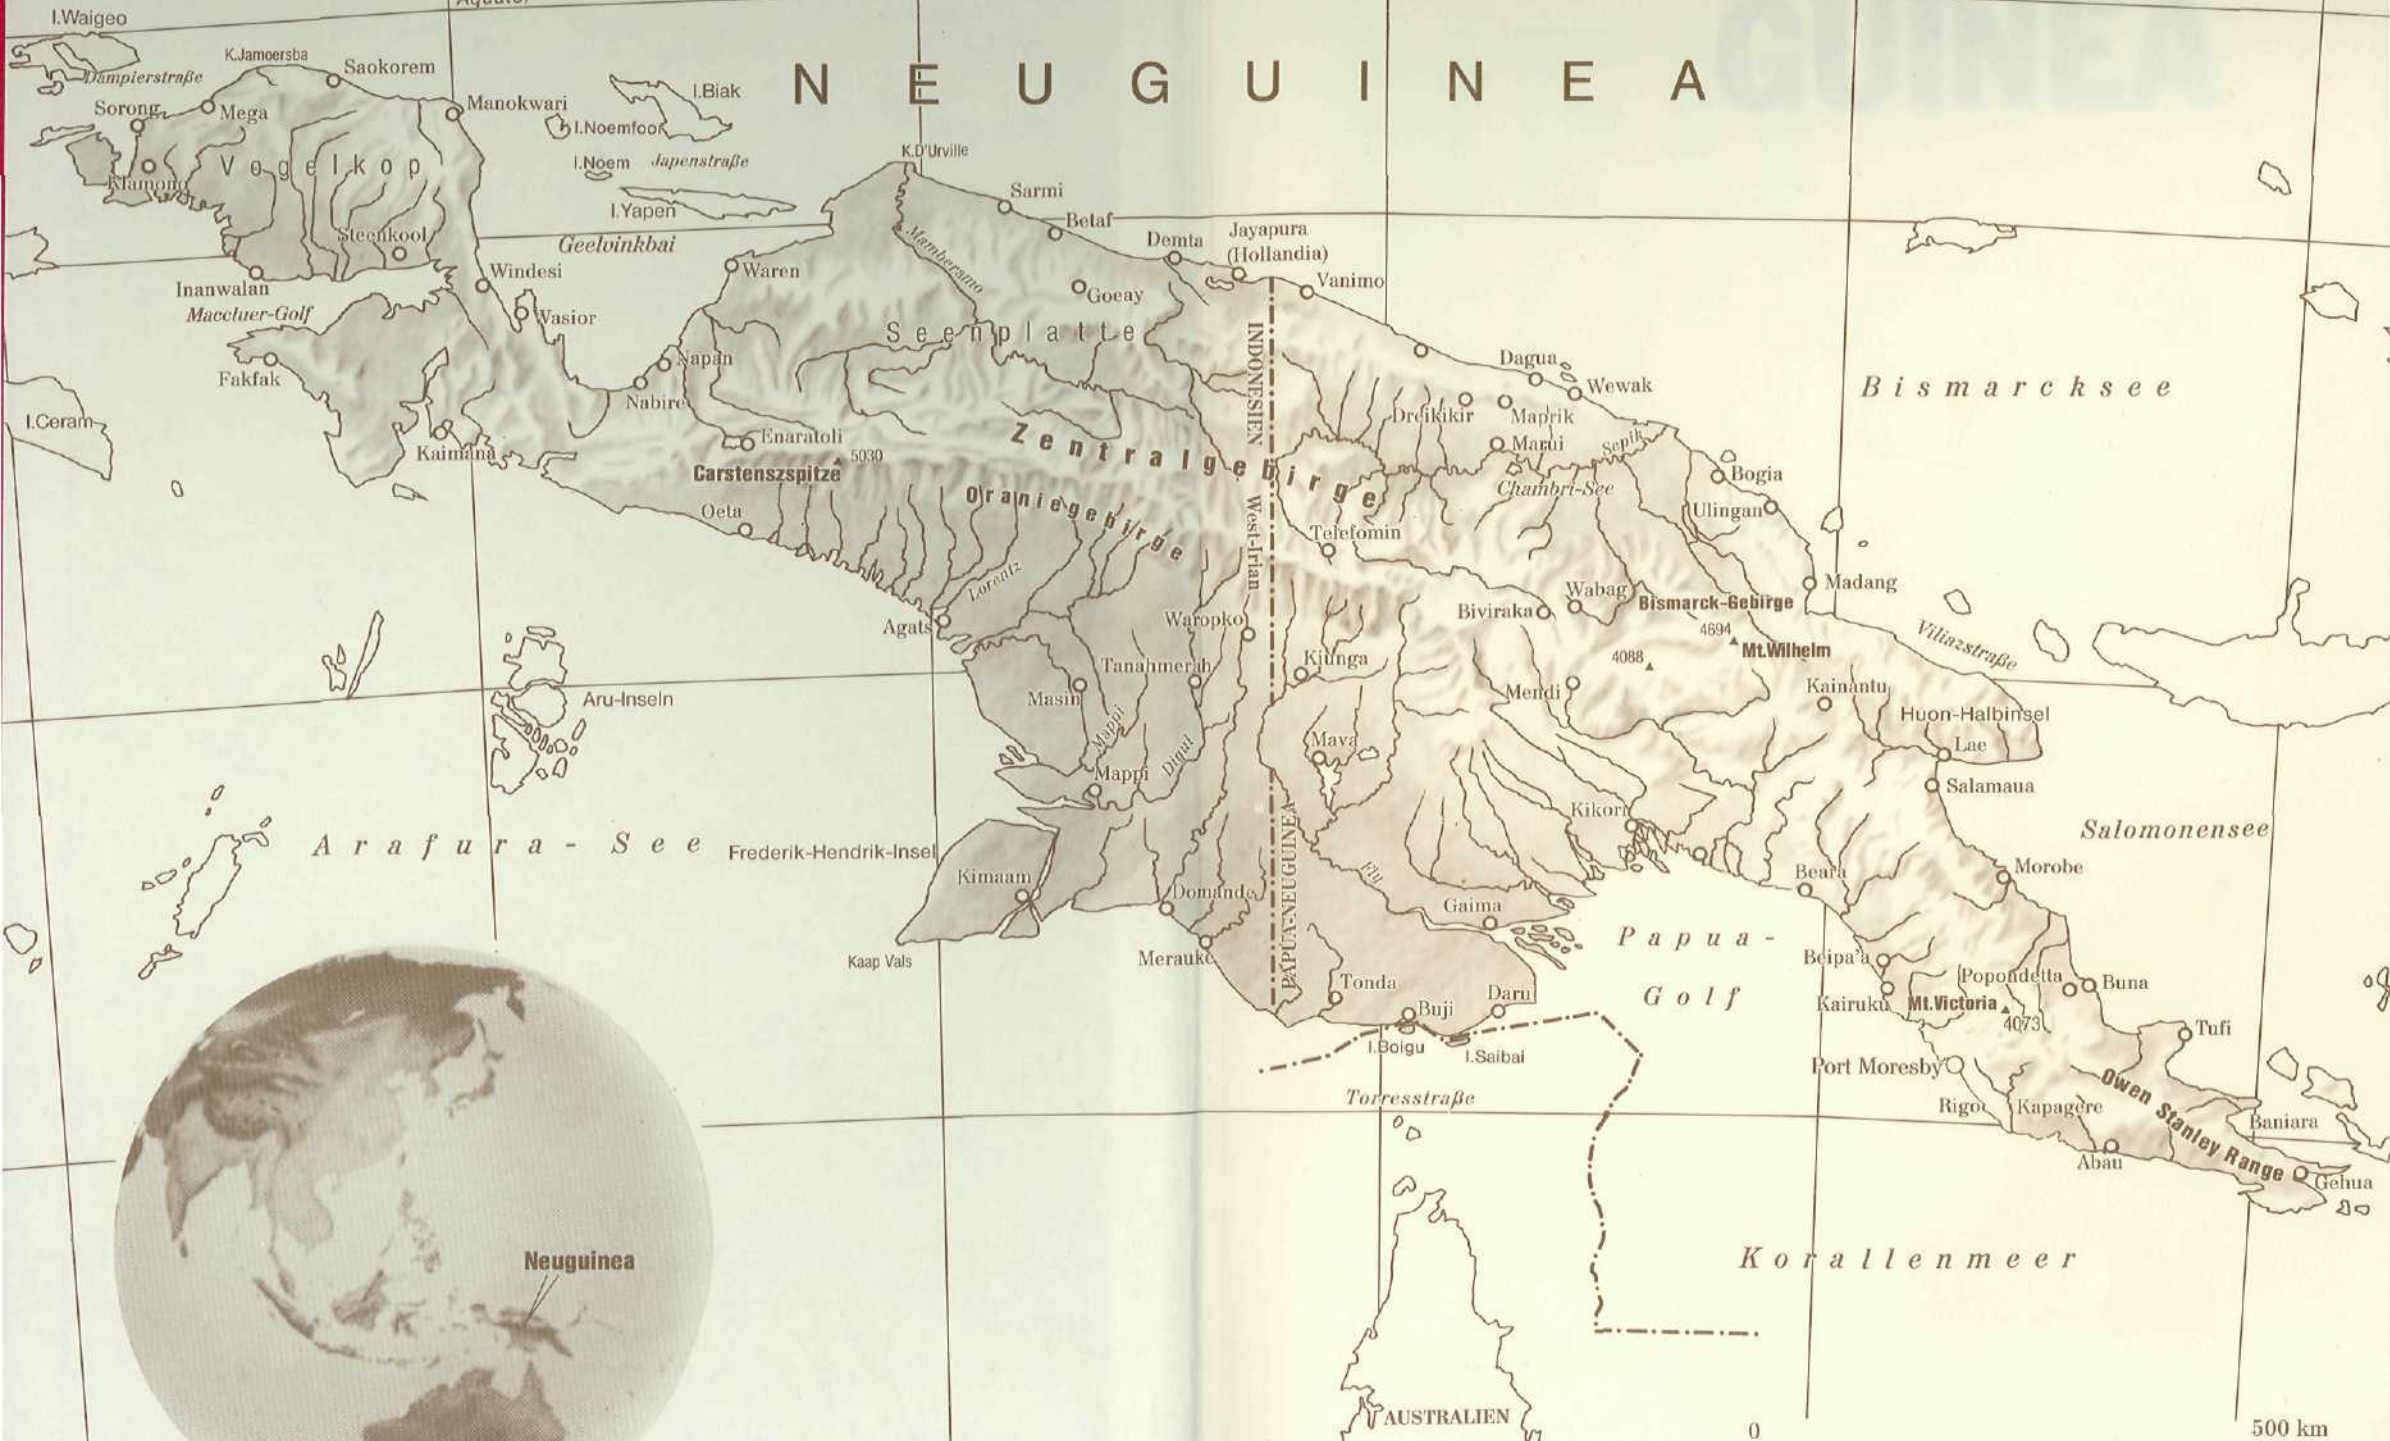 I.Waigeo
K.Jamoersba
Saokorem
Dampierstraße
Sorong
Mega
Manokwari
I.Biak
NEUGUINEA
I.Noemfoor
Vogelkop
Klamono
I.Noem
Japenstraße
K.D'Urville
I.Yapen
Sarmi
Betaf
Steenkool
Geelvinkbai
Mamberamo
Demta
Jayapura
(Hollandia)
Windesi
Waren
Vanimo
Inanwalan
Goeay
Maccluer-Golf
Wasior
Seenplatte
INDONESIEN
Napan
Dagua
Fakfak
Wewak
Bismarcksee
Nabire
I.Ceram
Dreikikir
Maprik
Enaratoli
Zentralgebirge
Marui
Sepik
Kaimana
5030
Carstenszspitze
Bogia
Oraniegebirge
Chambri-See
Oeta
Ulingan
West-Irian
Telefomin
Lorentz
Madang
Wabag
Bismarck-Gebirge
Biviraka
Agats
Waropko
4694
Mt.Wilhelm
Viliazstraße
4088
Kiunga
Tanahmerah
Masin
Mendi
Kainantu
Aru-Inseln
Huon-Halbinsel
Mappi
Digul
Mava
Lae
Mappi
Salamaua
Kikori
PAPUA-NEUGUINEA
Salomonensee
Arafura-See
Frederik-Hendrik-Insel
Kimaam
Fly
Beara
Morobe
Domande
Gaima
Papua-
Golf
Kaap Vals
Merauke
Beipa'a
Popondetta
Buna
Tonda
Daru
Kairuku
Mt.Victoria
4073
Buji
Tufi
I.Boigu
I.Saibai
Port Moresby
Owen Stanley Range
Torresstraße
Rigo
Kapagere
Baniara
Abau
Gehua
Neuguinea
Korallenmeer
AUSTRALIEN
0
500 km